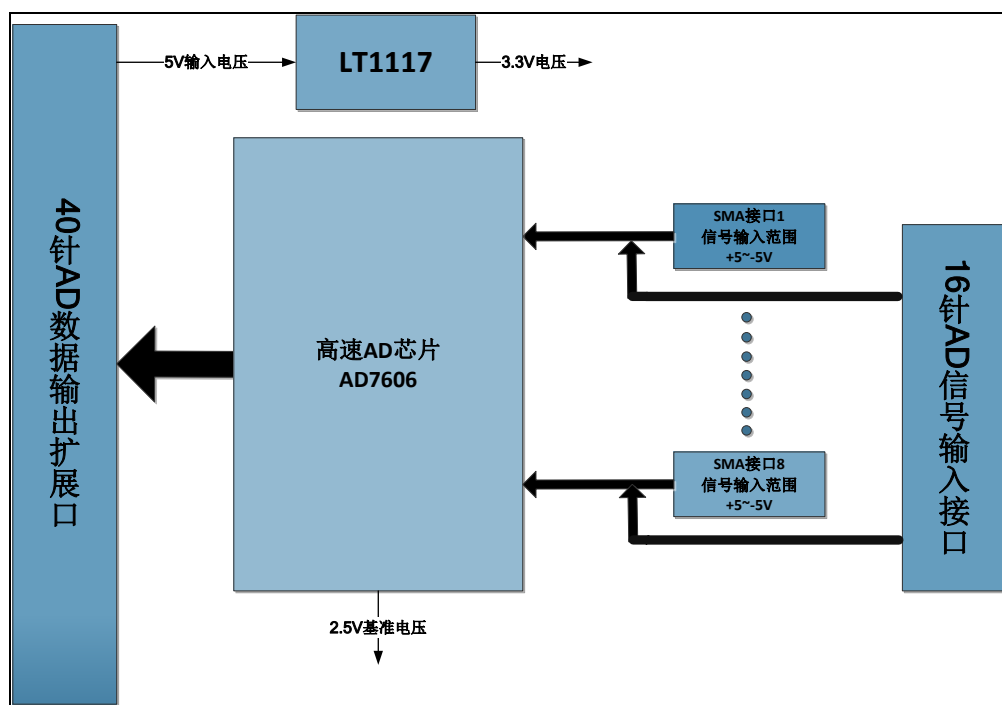 40针AD数据输出扩展口
5V输入电压
LT1117
3.3V电压
高速AD芯片
AD7606
2.5V基准电压
SMA接口1
信号输入范围
+5~-5V
SMA接口8
信号输入范围
+5~-5V
16针AD信号输入接口